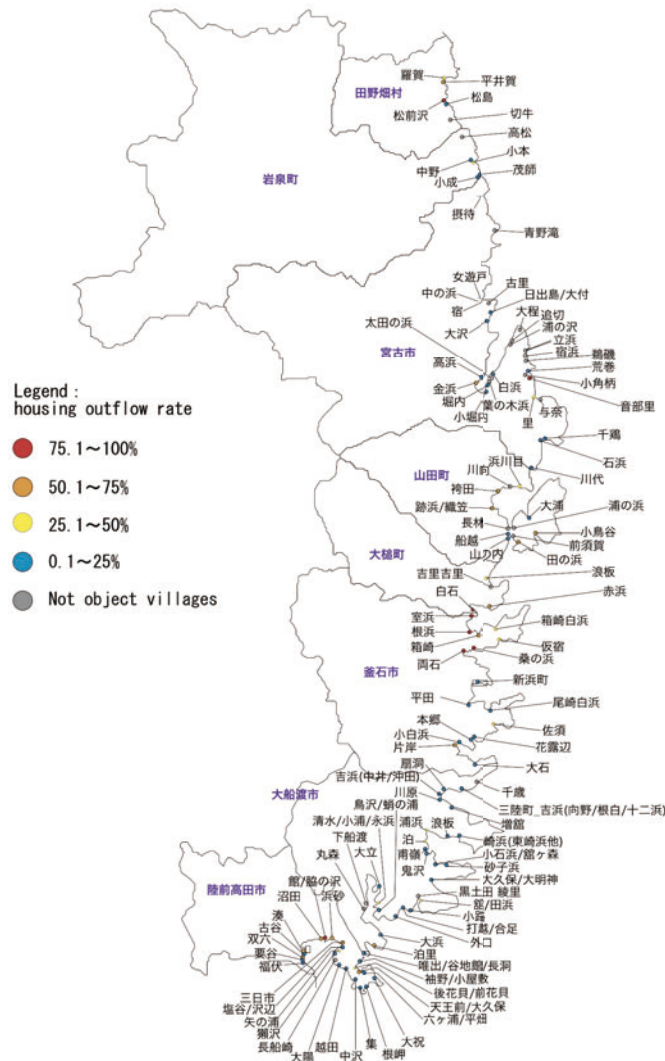 羅賀
平井賀
田野畑村
松島
松前沢
切牛
高松
小本
中野
茂師
小成
岩泉町
摂待
青野滝
女遊戸
中の浜
古里
宿
日出島/大付
大沢
大程
追切
浦の沢
太田の浜
立浜
宿浜
鵜磯
宮古市
荒巻
高浜
金浜
白浜
小角柄
音部里
堀内
葉の木浜
小堀内
里
与奈
Legend :
housing outflow rate
75.1～100%
50.1～75%
25.1～50%
0.1～25%
Not object villages
千鶏
石浜
浜川目
川向
川代
山田町
袴田
大浦
浦の浜
跡浜/織笠
長林
小鳥谷
船越
前須賀
大槌町
山の内
田の浜
吉里吉里
浪板
白石
赤浜
室浜
箱崎白浜
根浜
箱崎
仮宿
両石
桑の浜
釜石市
新浜町
平田
尾崎白浜
本郷
佐須
小白浜
片岸
花露辺
大石
扇洞
吉浜(中井/沖田)
千歳
大船渡市
川原
三陸町_吉浜(向野/根白/十二浜)
鳥沢/蛸の浦
増舘
清水/小浦/永浜
浦浜
浪板
下船渡
泊
崎浜(東崎浜他)
丸森
大立
甫嶺
小石浜/舘ヶ森
鬼沢
砂子浜
陸前高田市
館/脇の沢
大久保/大明神
沼田
浜砂
黒土田 綾里
湊
舘/田浜
古谷
小路
双六
打越/合足
要谷
大浜
外口
福伏
泊里
唯出/谷地館/長洞
三日市
袖野/小屋敷
塩谷/沢辺
後花貝/前花貝
矢の浦
天王前/大久保
獺沢
六ヶ浦/平畑
長船崎
越田
集
大祝
大陽
中沢
根岬